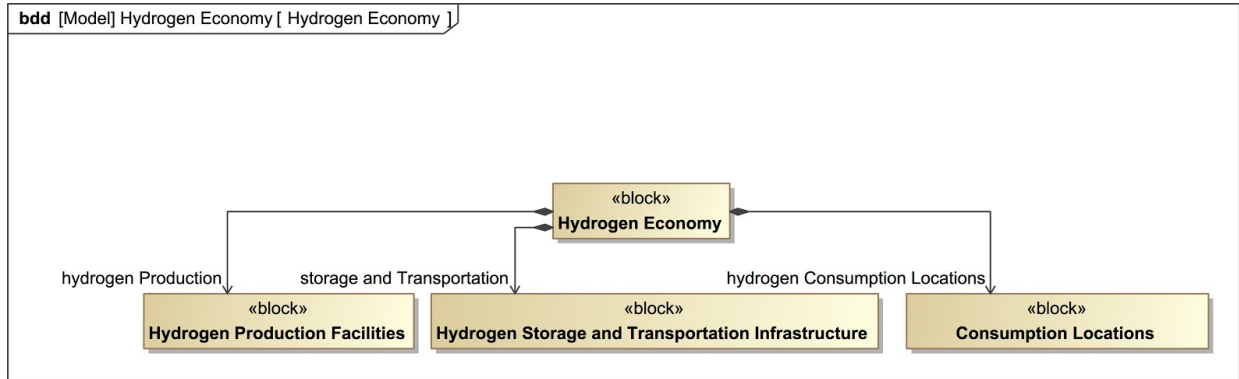 bdd [Model] Hydrogen Economy [ Hydrogen Economy ]
«block»
Hydrogen Economy
hydrogen Production
storage and Transportation
hydrogen Consumption Locations
«block»
Hydrogen Production Facilities
«block»
Hydrogen Storage and Transportation Infrastructure
«block»
Consumption Locations